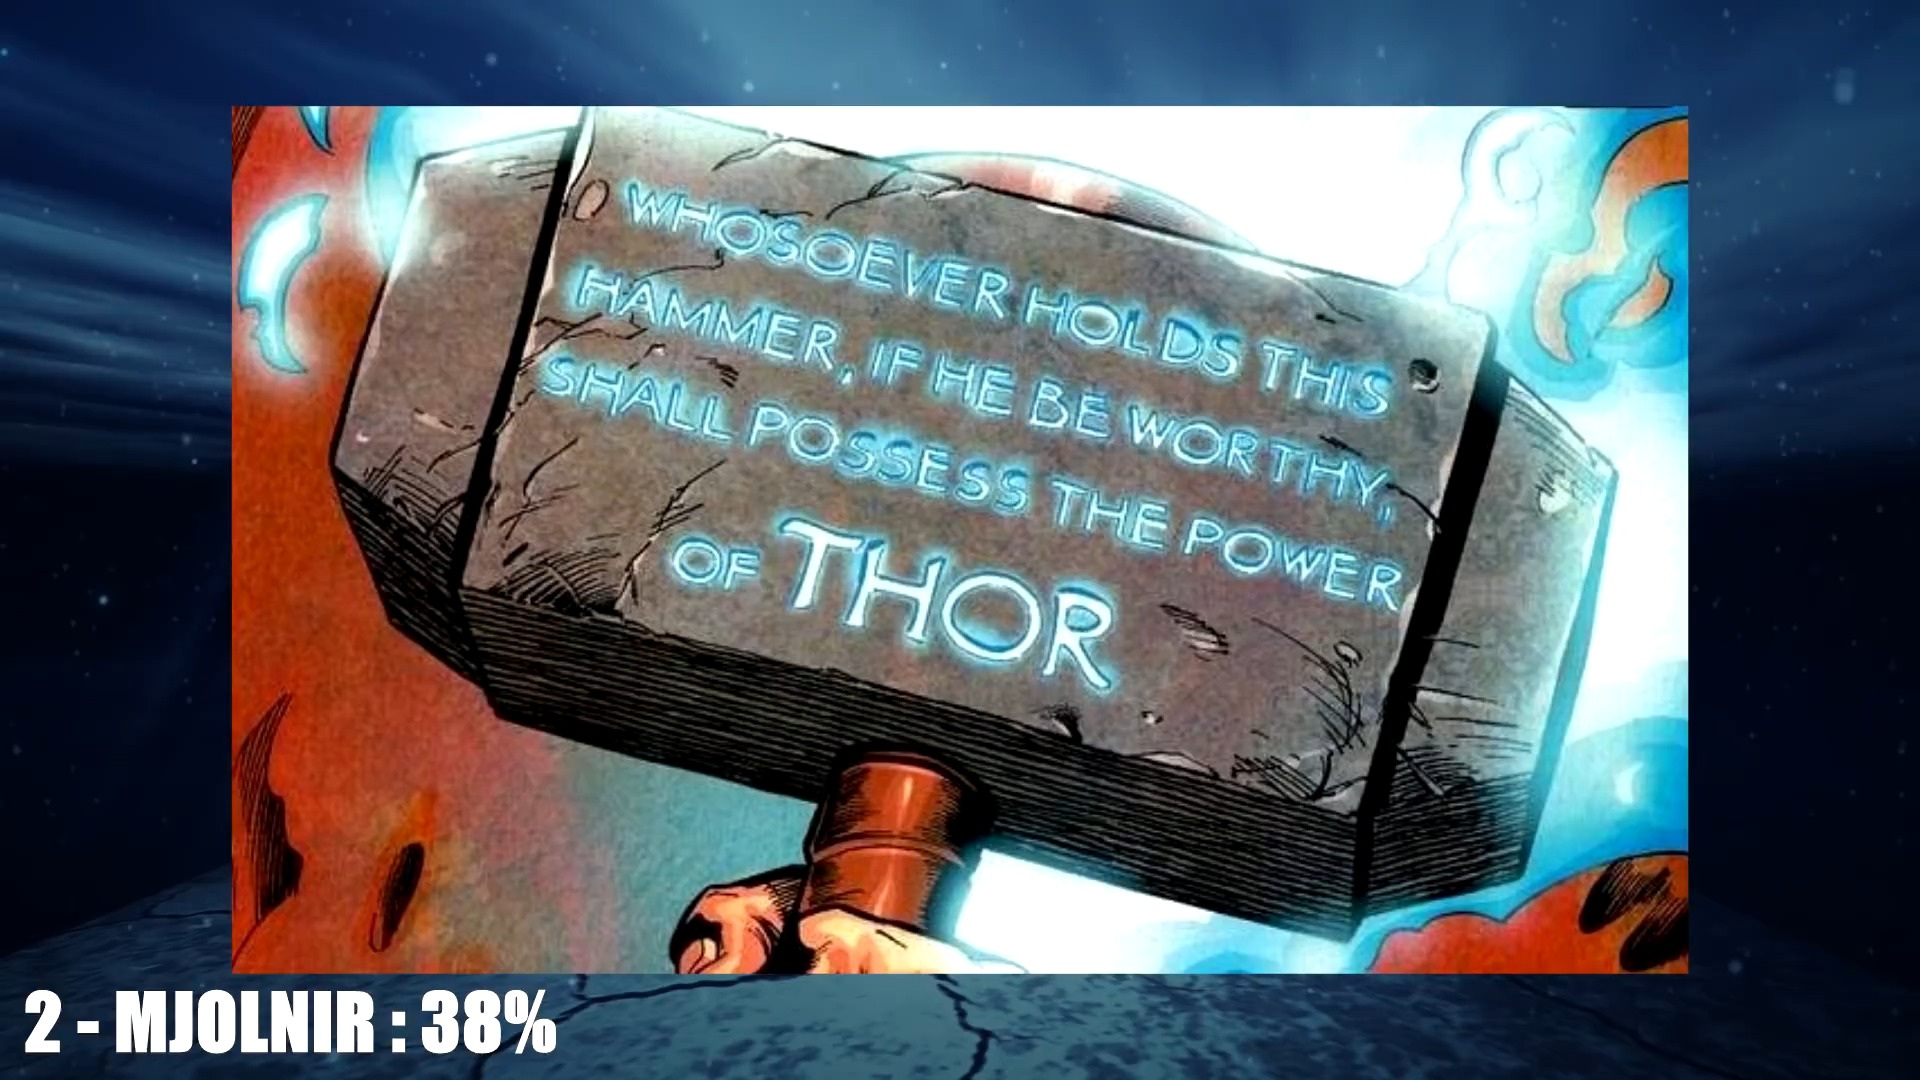 WHOSOEVER HOLDS THIS
HAMMER, IF HE BE WORTHY,
SHALL POSSESS THE POWER
OF THOR
2 - MJOLNIR : 38%